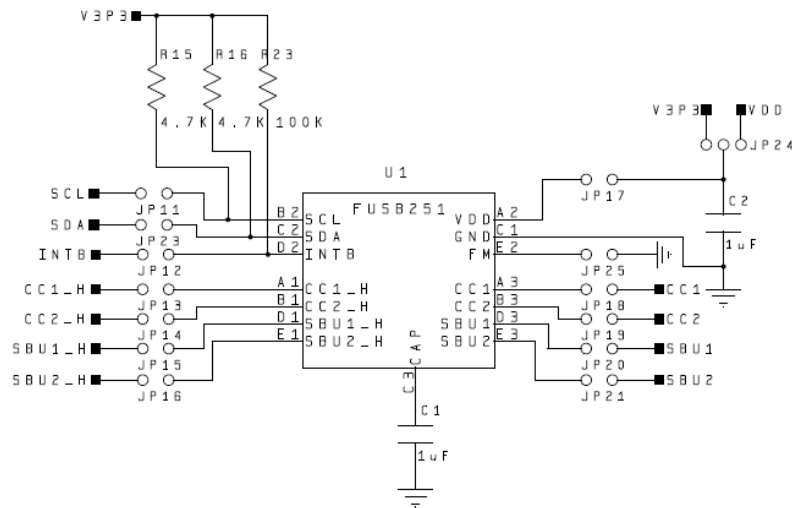 V3P3
R15 R16 R23
4.7K 4.7K 100K
V3P3 VDD
JP24
U1
FUSB251
JP17
C2
1uF
SCL JP11 B2 SCL VDD A2
SDA JP23 C2 SDA GND C1
INTB JP12 D2 INTB FM E2 JP25
CC1_H JP13 A1 CC1_H CC1 A3 JP18 CC1
CC2_H JP14 B1 CC2_H CC2 B3 JP19 CC2
SBU1_H JP15 D1 SBU1_H SBU1 D3 JP20 SBU1
SBU2_H JP16 E1 SBU2_H SBU2 E3 JP21 SBU2
CAP
C3
C1
1uF